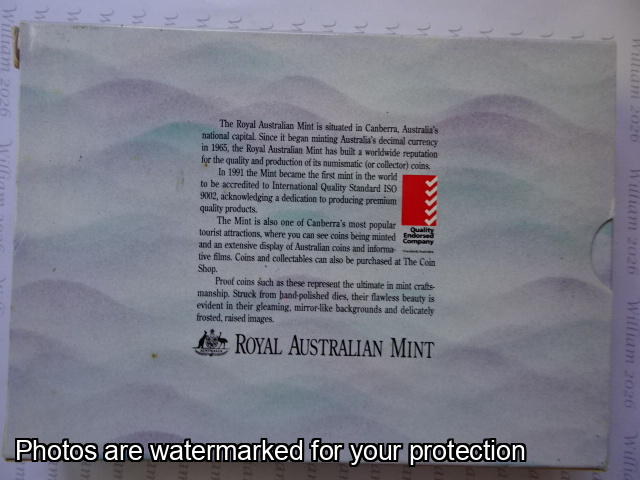 The Royal Australian Mint is situated in Canberra, Australia's
national capital. Since it began minting Australia's decimal currency
in 1965, the Royal Australian Mint has built a worldwide reputation
for the quality and production of its numismatic (or collector) coins.
In 1991 the Mint became the first mint in the world
to be accredited to International Quality Standard ISO
9002, acknowledging a dedication to producing premium
quality products.
The Mint is also one of Canberra's most popular
tourist attractions, where you can see coins being minted
and an extensive display of Australian coins and informa-
tive films. Coins and collectables can also be purchased at The Coin
Shop.
Proof coins such as these represent the ultimate in mint crafts-
manship. Struck from hand-polished dies, their flawless beauty is
evident in their gleaming, mirror-like backgrounds and delicately
frosted, raised images.
Quality
Endorsed
Company
ROYAL AUSTRALIAN MINT
Photos are watermarked for your protection
William 2026
William 2026